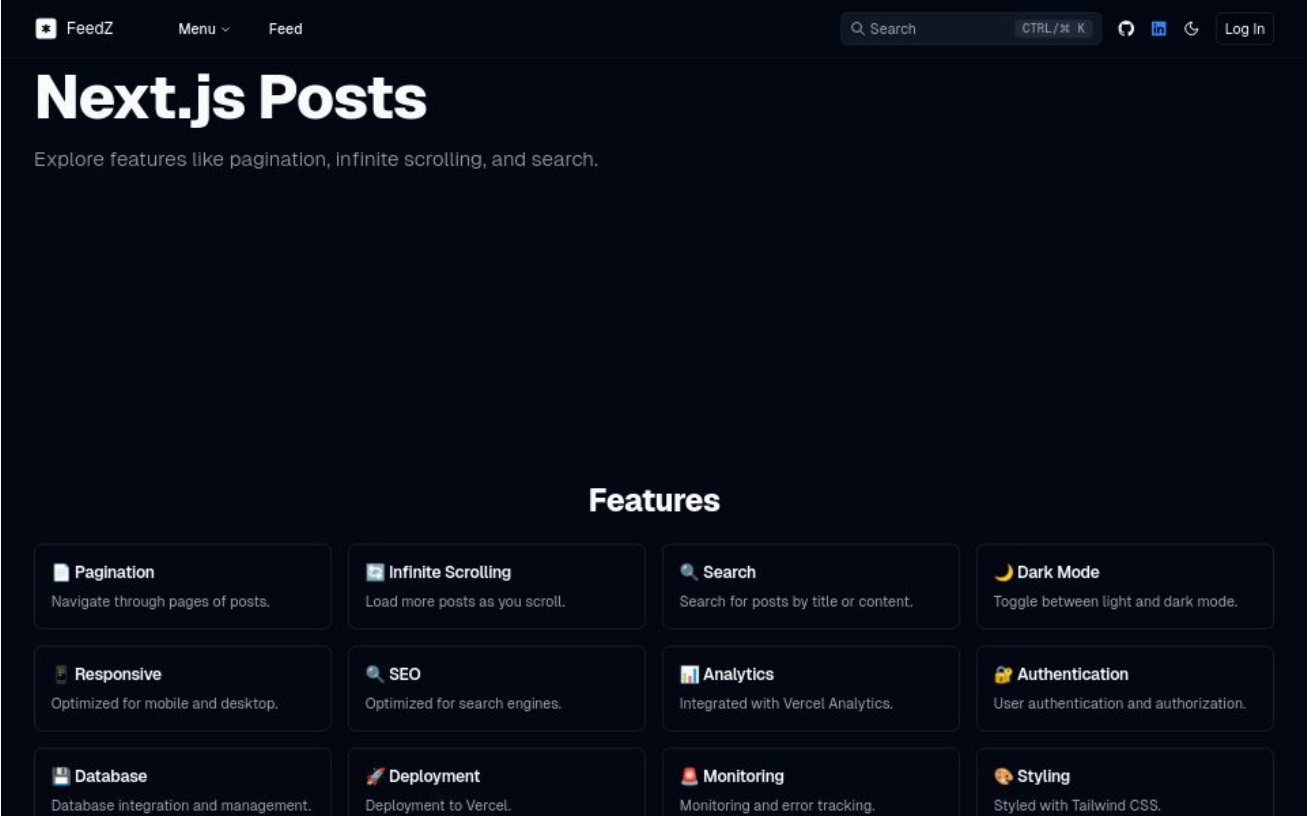 FeedZ Menu Feed Search CTRL/⌘ K Log In
Next.js Posts
Explore features like pagination, infinite scrolling, and search.
Features
Pagination
Navigate through pages of posts.
Infinite Scrolling
Load more posts as you scroll.
Search
Search for posts by title or content.
Dark Mode
Toggle between light and dark mode.
Responsive
Optimized for mobile and desktop.
SEO
Optimized for search engines.
Analytics
Integrated with Vercel Analytics.
Authentication
User authentication and authorization.
Database
Database integration and management.
Deployment
Deployment to Vercel.
Monitoring
Monitoring and error tracking.
Styling
Styled with Tailwind CSS.